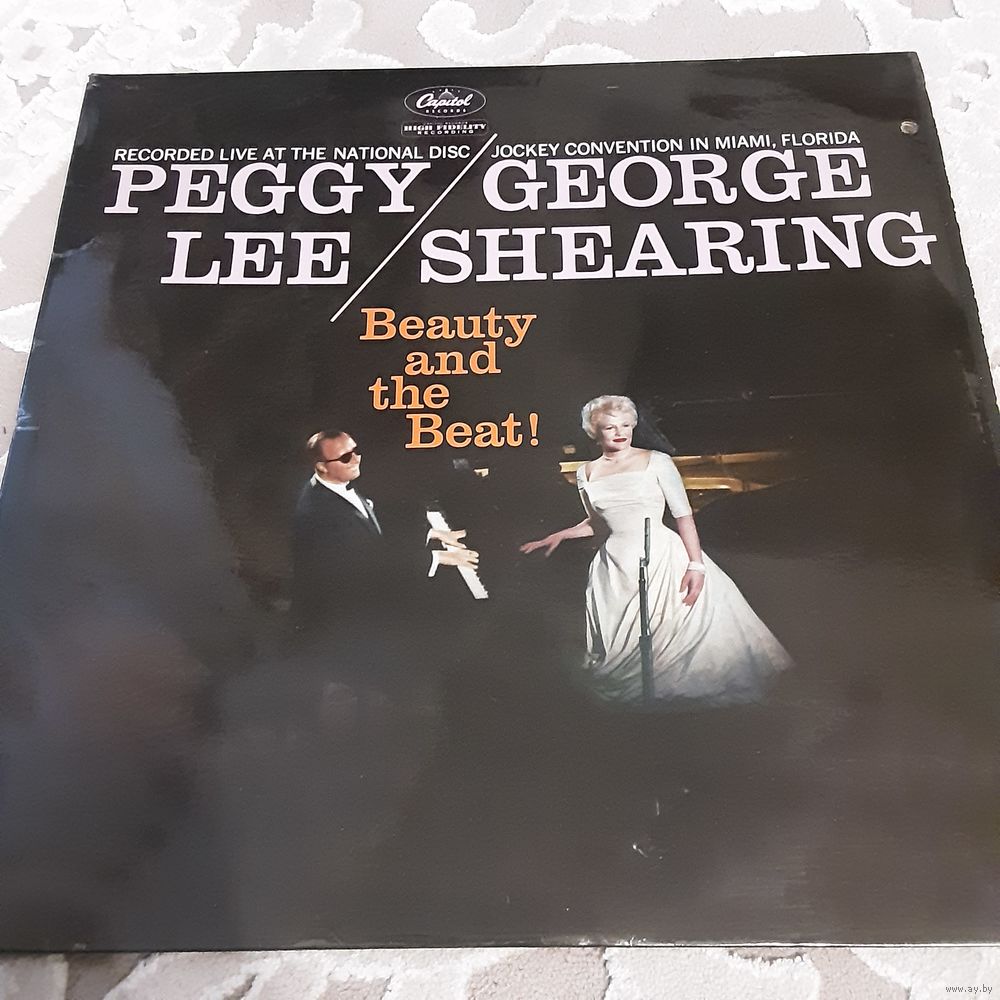 Capitol
RECORDS
HIGH FIDELITY
RECORDING
RECORDED LIVE AT THE NATIONAL DISC / JOCKEY CONVENTION IN MIAMI, FLORIDA
PEGGY / GEORGE
LEE / SHEARING
Beauty
and
the
Beat!
www.ay.by